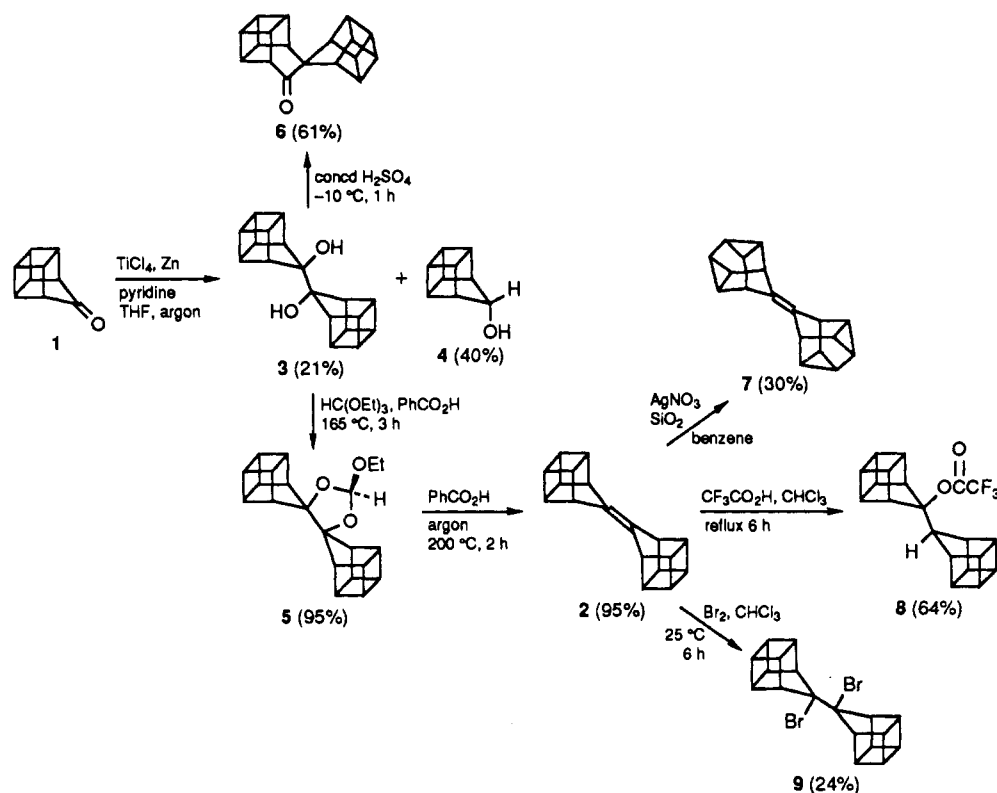 O
6 (61%)
concd H₂SO₄
–10 °C, 1 h
O
1
TiCl₄, Zn
pyridine
THF, argon
OH
HO
3 (21%)
+
H
OH
4 (40%)
HC(OEt)₃, PhCO₂H
165 °C, 3 h
OEt
O
H
O
5 (95%)
PhCO₂H
argon
200 °C, 2 h
2 (95%)
AgNO₃
SiO₂
benzene
7 (30%)
CF₃CO₂H, CHCl₃
reflux 6 h
O
OC–CF₃
H
8 (64%)
Br₂, CHCl₃
25 °C
6 h
Br
Br
9 (24%)